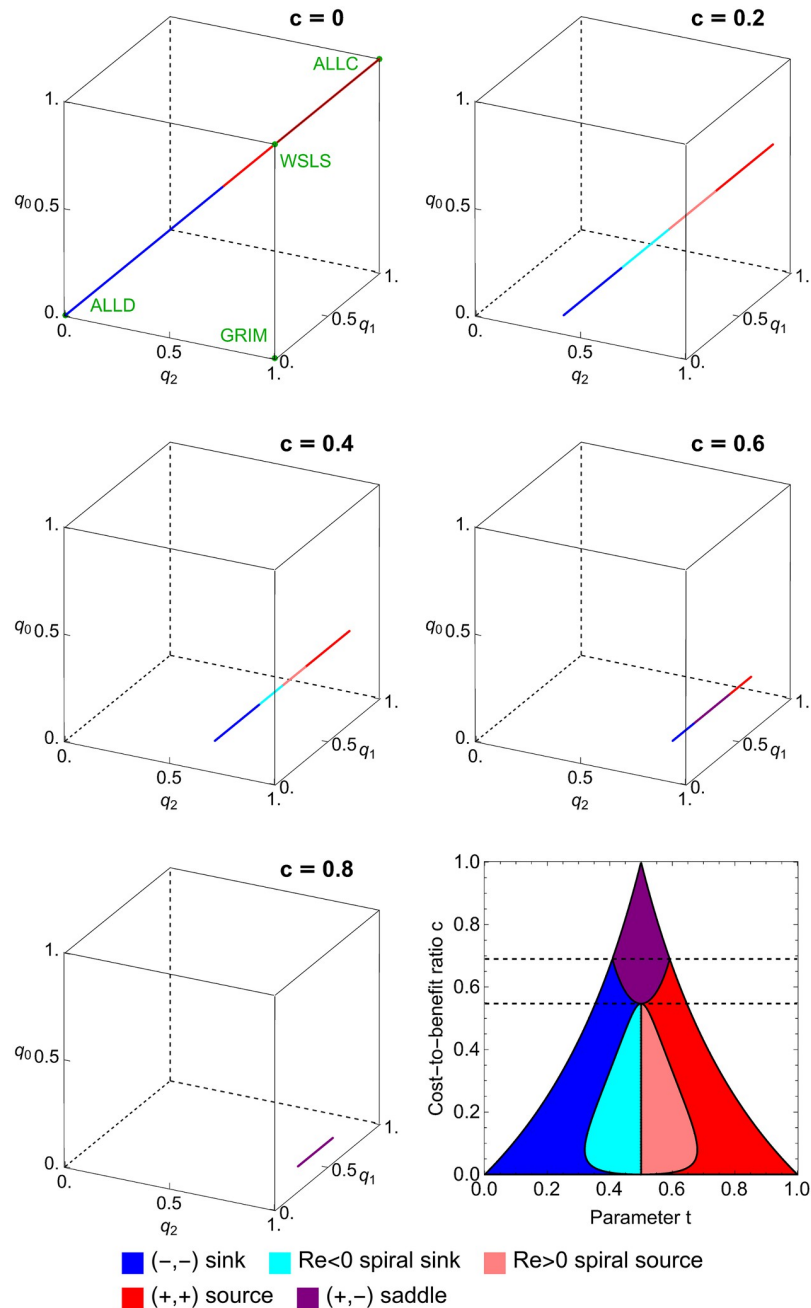 c = 0
ALLC
1.
WSLS
q0 0.5
1.
ALLD
0.5 q1
0.
GRIM
0.
0.
0.5
1.
q2
c = 0.2
1.
q0 0.5
1.
0.5 q1
0.
0.
0.
0.5
1.
q2
c = 0.4
1.
q0 0.5
1.
0.5 q1
0.
0.
0.
0.5
1.
q2
c = 0.6
1.
q0 0.5
1.
0.5 q1
0.
0.
0.
0.5
1.
q2
c = 0.8
1.
q0 0.5
1.
0.5 q1
0.
0.
0.
0.5
1.
q2
1.0
0.8
0.6
0.4
0.2
0.0
Cost-to-benefit ratio c
0.0 0.2 0.4 0.6 0.8 1.0
Parameter t
(−,−) sink Re<0 spiral sink Re>0 spiral source
(+,+) source (+,−) saddle